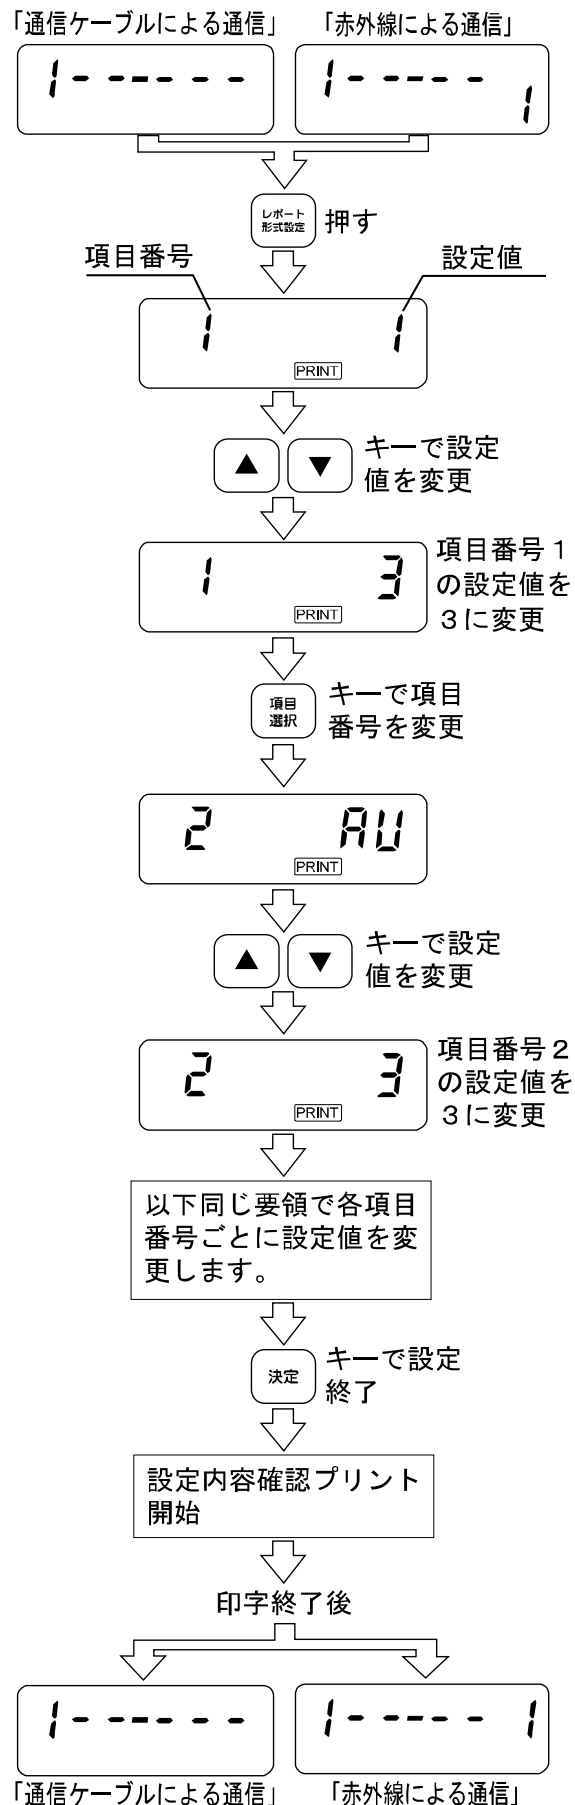 「通信ケーブルによる通信」 「赤外線による通信」
1------ 1----- 1
レポート
形式設定
押す
項目番号 設定値
1 1
PRINT
▲ ▼ キーで設定
値を変更
1 3
PRINT
項目番号1
の設定値を
3に変更
項目
選択
キーで項目
番号を変更
2 AU
PRINT
▲ ▼ キーで設定
値を変更
2 3
PRINT
項目番号2
の設定値を
3に変更
以下同じ要領で各項目
番号ごとに設定値を変
更します。
決定
キーで設定
終了
設定内容確認プリント
開始
印字終了後
1------ 1----- 1
「通信ケーブルによる通信」 「赤外線による通信」